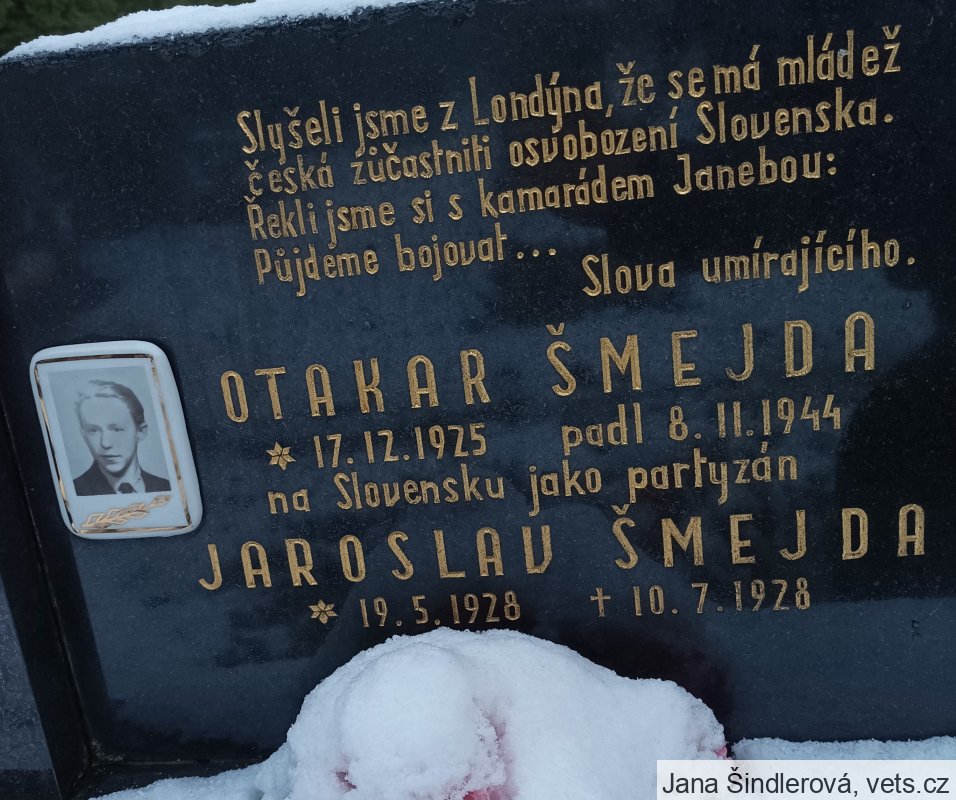 Slyšeli jsme z Londýna, že se má mládež
česká zúčastniti osvobození Slovenska.
Řekli jsme si s kamarádem Janebou:
Půjdeme bojovat...
Slova umírajícího.
OTAKAR ŠMEJDA
* 17.12.1925 padl 8.11.1944
na Slovensku jako partyzán
JAROSLAV ŠMEJDA
* 19.5.1928 † 10.7.1928
Jana Šindlerová, vets.cz